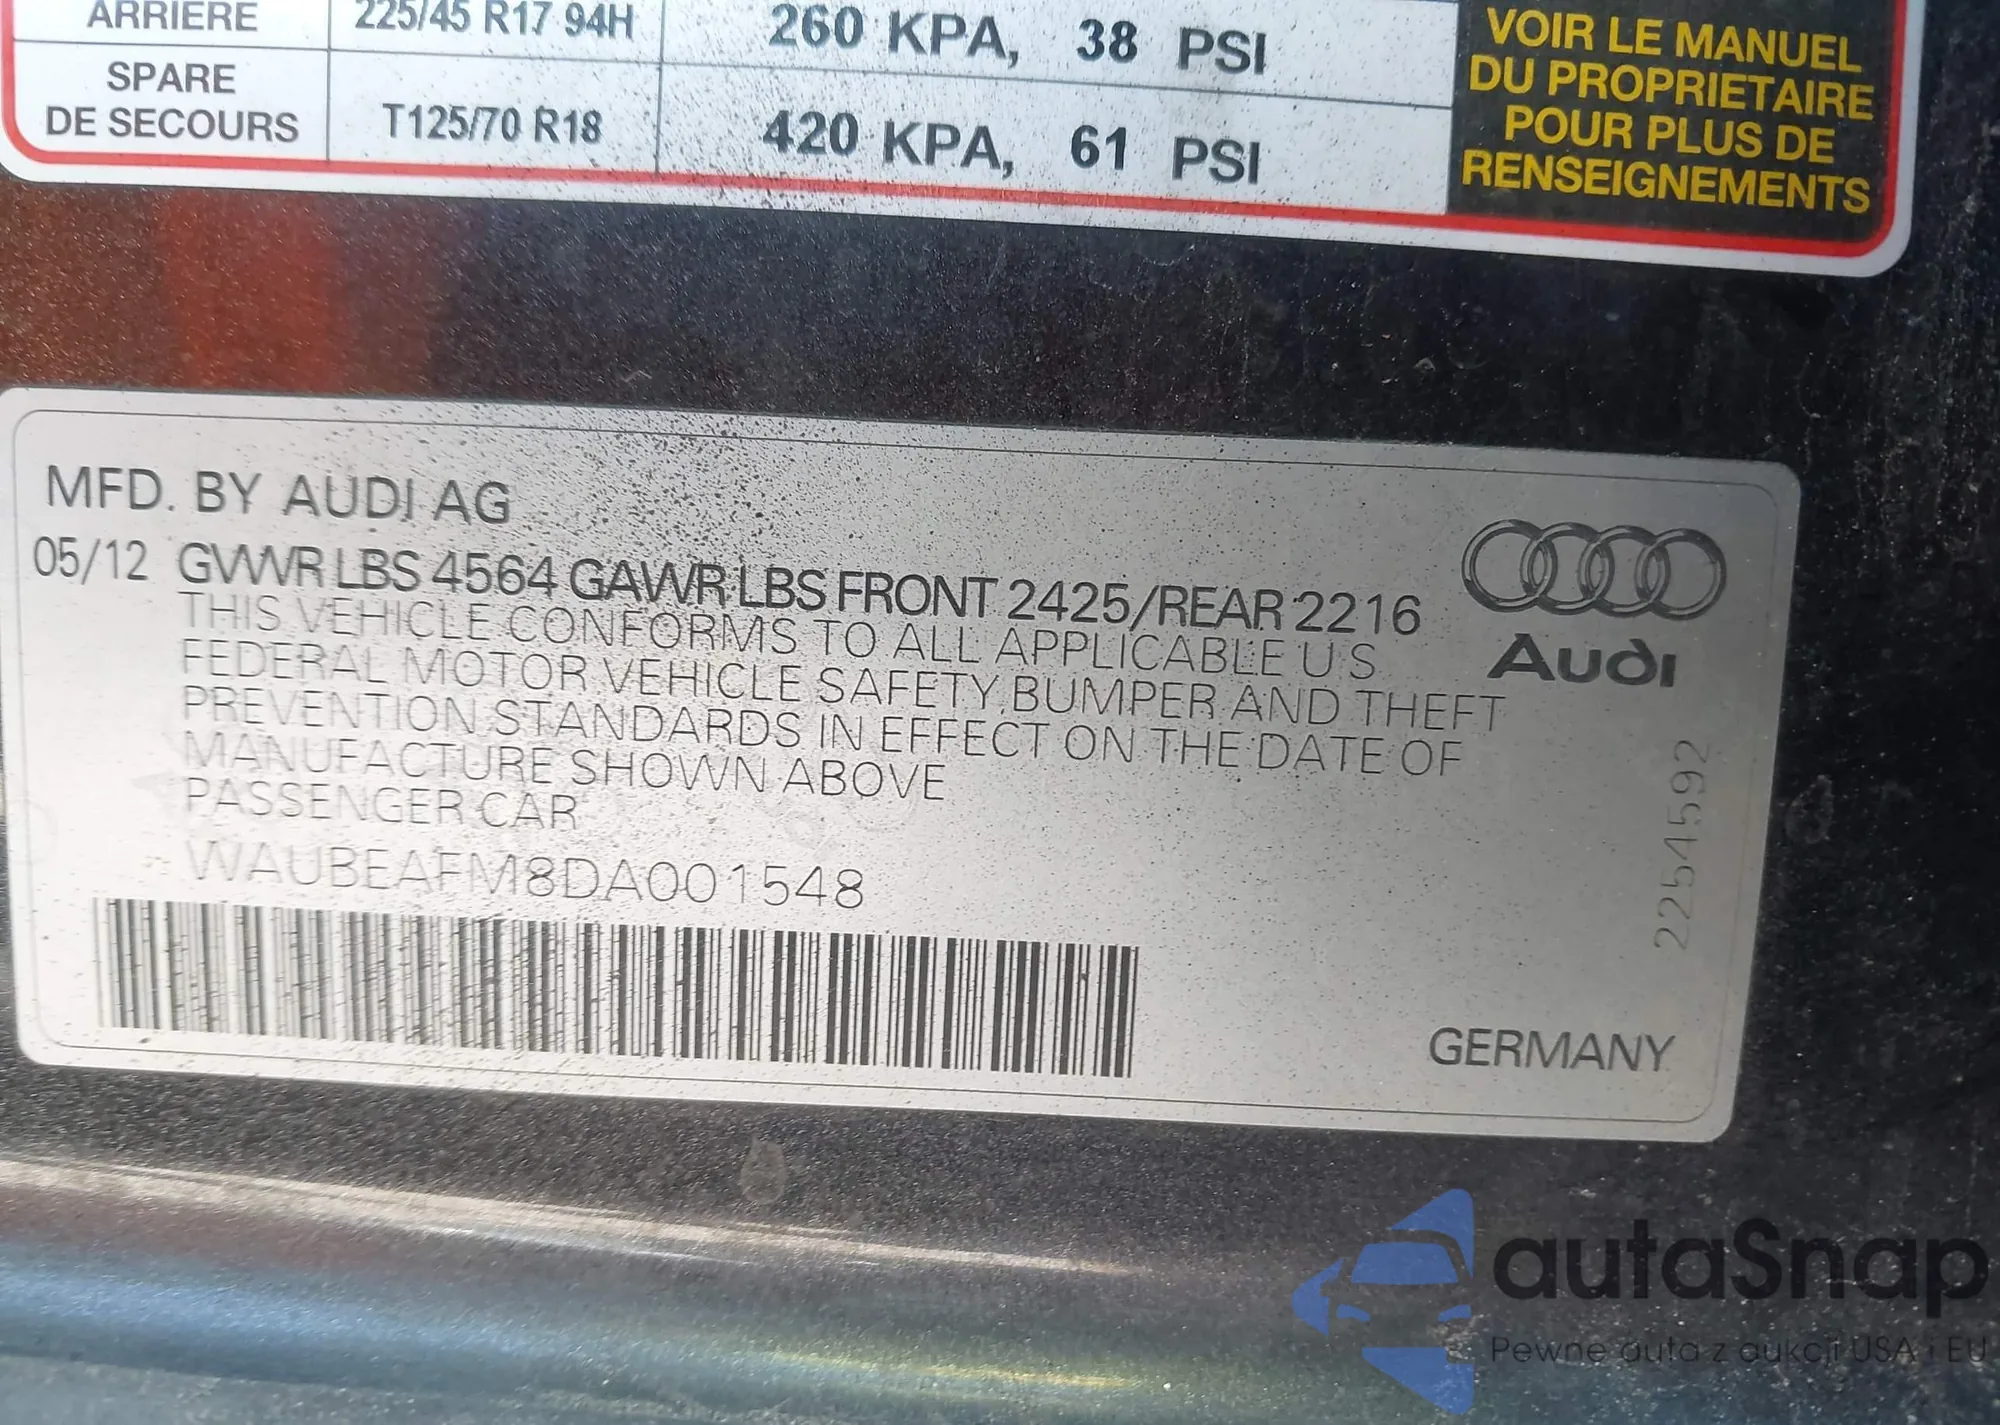 ARRIÈRE 225/45 R17 94H 260 KPA, 38 PSI
SPARE
DE SECOURS T125/70 R18 420 KPA, 61 PSI
VOIR LE MANUEL
DU PROPRIETAIRE
POUR PLUS DE
RENSEIGNEMENTS
MFD. BY AUDI AG
05/12 GVWR LBS 4564 GAWR LBS FRONT 2425/REAR 2216
THIS VEHICLE CONFORMS TO ALL APPLICABLE U.S.
FEDERAL MOTOR VEHICLE SAFETY, BUMPER AND THEFT
PREVENTION STANDARDS IN EFFECT ON THE DATE OF
MANUFACTURE SHOWN ABOVE
PASSENGER CAR
WAUBEAFM8DA001548
Audi
2254592
GERMANY
autaSnap
Pewne auta z aukcji USA i EU